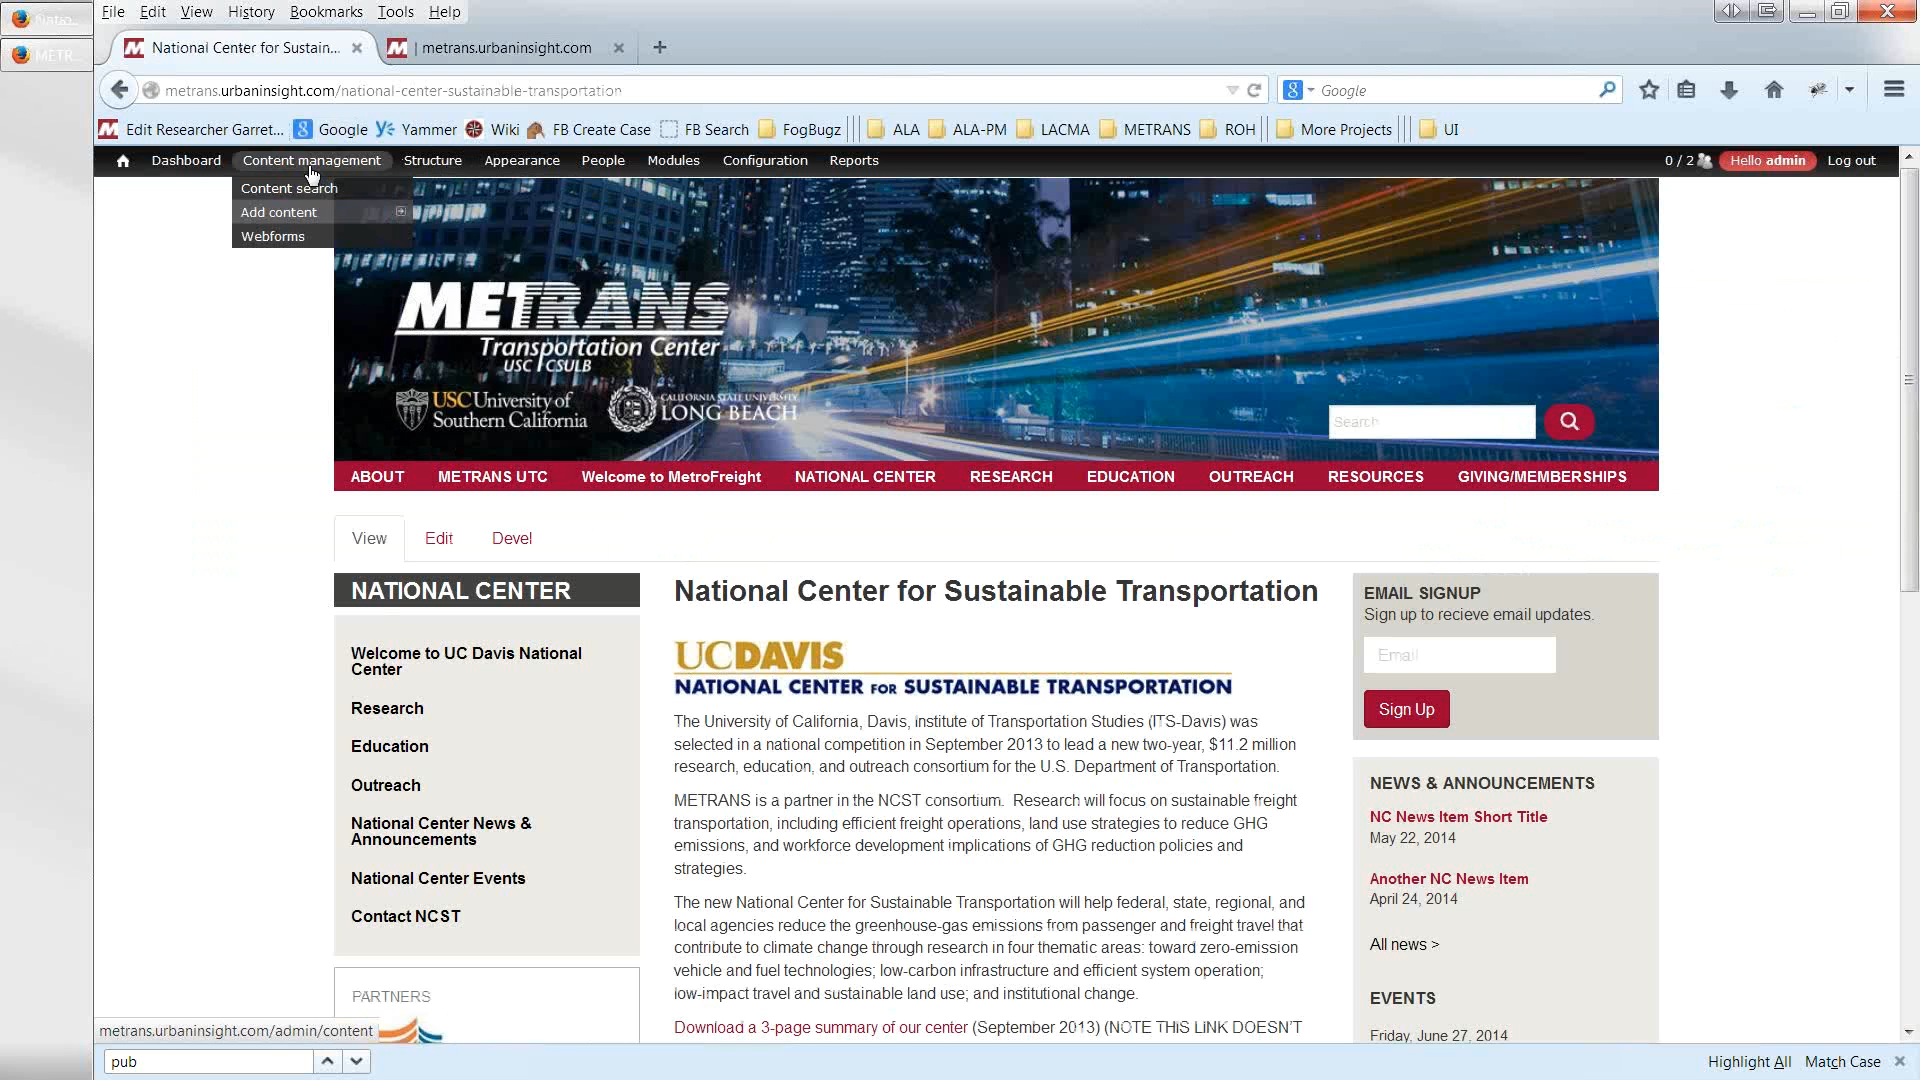 File Edit View History Bookmarks Tools Help
National Center for Sustain... | metrans.urbaninsight.com
metrans.urbaninsight.com/national-center-sustainable-transportation Google
Edit Researcher Garret... Google Yammer Wiki FB Create Case FB Search FogBugz ALA ALA-PM LACMA METRANS ROH More Projects UI
Dashboard Content management Structure Appearance People Modules Configuration Reports 0 / 2 Hello admin Log out
Content search
Add content
Webforms
METRANS
Transportation Center
USC | CSULB
USC University of Southern California
CALIFORNIA STATE UNIVERSITY
LONG BEACH
Search
ABOUT METRANS UTC Welcome to MetroFreight NATIONAL CENTER RESEARCH EDUCATION OUTREACH RESOURCES GIVING/MEMBERSHIPS
View Edit Devel
NATIONAL CENTER
Welcome to UC Davis National
Center
Research
Education
Outreach
National Center News &
Announcements
National Center Events
Contact NCST
PARTNERS
National Center for Sustainable Transportation
UCDAVIS
NATIONAL CENTER FOR SUSTAINABLE TRANSPORTATION
The University of California, Davis, Institute of Transportation Studies (ITS-Davis) was
selected in a national competition in September 2013 to lead a new two-year, $11.2 million
research, education, and outreach consortium for the U.S. Department of Transportation.
METRANS is a partner in the NCST consortium.  Research will focus on sustainable freight
transportation, including efficient freight operations, land use strategies to reduce GHG
emissions, and workforce development implications of GHG reduction policies and
strategies.
The new National Center for Sustainable Transportation will help federal, state, regional, and
local agencies reduce the greenhouse-gas emissions from passenger and freight travel that
contribute to climate change through research in four thematic areas: toward zero-emission
vehicle and fuel technologies; low-carbon infrastructure and efficient system operation;
low-impact travel and sustainable land use; and institutional change.
Download a 3-page summary of our center (September 2013) (NOTE THIS LINK DOESN'T
EMAIL SIGNUP
Sign up to recieve email updates.
Email
Sign Up
NEWS & ANNOUNCEMENTS
NC News Item Short Title
May 22, 2014
Another NC News Item
April 24, 2014
All news >
EVENTS
Friday, June 27, 2014
metrans.urbaninsight.com/admin/content
pub Highlight All Match Case